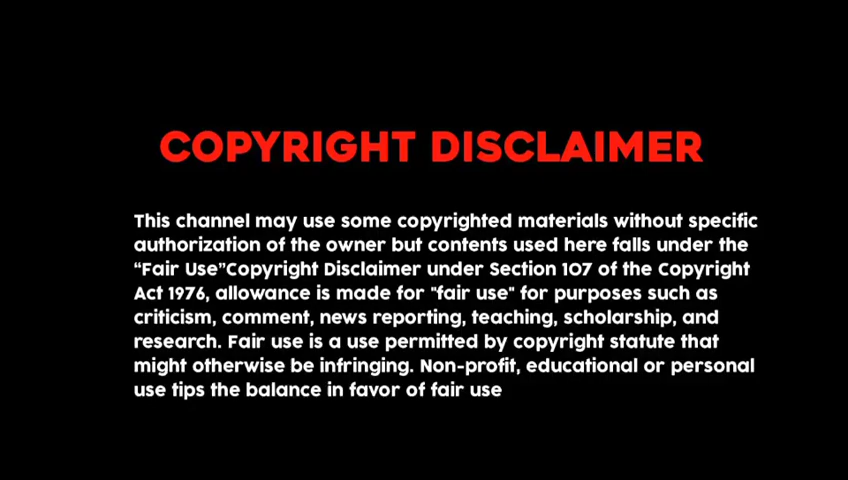 COPYRIGHT DISCLAIMER
This channel may use some copyrighted materials without specific
authorization of the owner but contents used here falls under the
“Fair Use”Copyright Disclaimer under Section 107 of the Copyright
Act 1976, allowance is made for "fair use" for purposes such as
criticism, comment, news reporting, teaching, scholarship, and
research. Fair use is a use permitted by copyright statute that
might otherwise be infringing. Non-profit, educational or personal
use tips the balance in favor of fair use